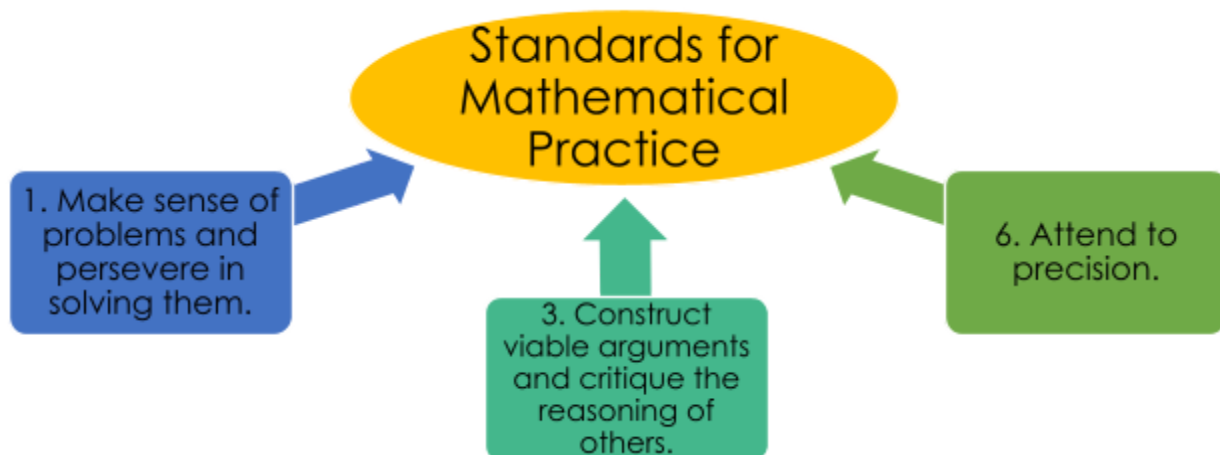 Standards for
Mathematical
Practice
1. Make sense of
problems and
persevere in
solving them.
3. Construct
viable arguments
and critique the
reasoning of
others.
6. Attend to
precision.